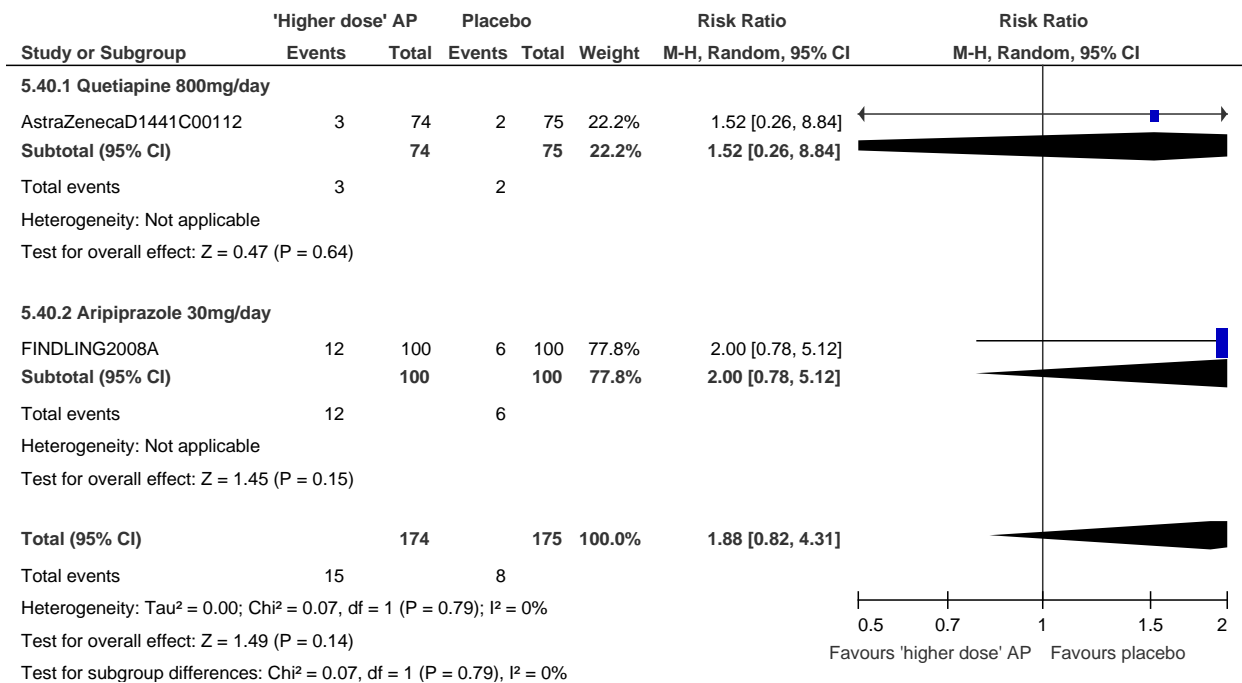 'Higher dose' AP Placebo Risk Ratio Risk Ratio
Study or Subgroup Events Total Events Total Weight M-H, Random, 95% CI M-H, Random, 95% CI
5.40.1 Quetiapine 800mg/day
AstraZenecaD1441C00112 3 74 2 75 22.2% 1.52 [0.26, 8.84]
Subtotal (95% CI) 74 75 22.2% 1.52 [0.26, 8.84]
Total events 3 2
Heterogeneity: Not applicable
Test for overall effect: Z = 0.47 (P = 0.64)
5.40.2 Aripiprazole 30mg/day
FINDLING2008A 12 100 6 100 77.8% 2.00 [0.78, 5.12]
Subtotal (95% CI) 100 100 77.8% 2.00 [0.78, 5.12]
Total events 12 6
Heterogeneity: Not applicable
Test for overall effect: Z = 1.45 (P = 0.15)
Total (95% CI) 174 175 100.0% 1.88 [0.82, 4.31]
Total events 15 8
Heterogeneity: Tau² = 0.00; Chi² = 0.07, df = 1 (P = 0.79); I² = 0%
Test for overall effect: Z = 1.49 (P = 0.14)
Test for subgroup differences: Chi² = 0.07, df = 1 (P = 0.79), I² = 0%
0.5 0.7 1 1.5 2
Favours 'higher dose' AP Favours placebo